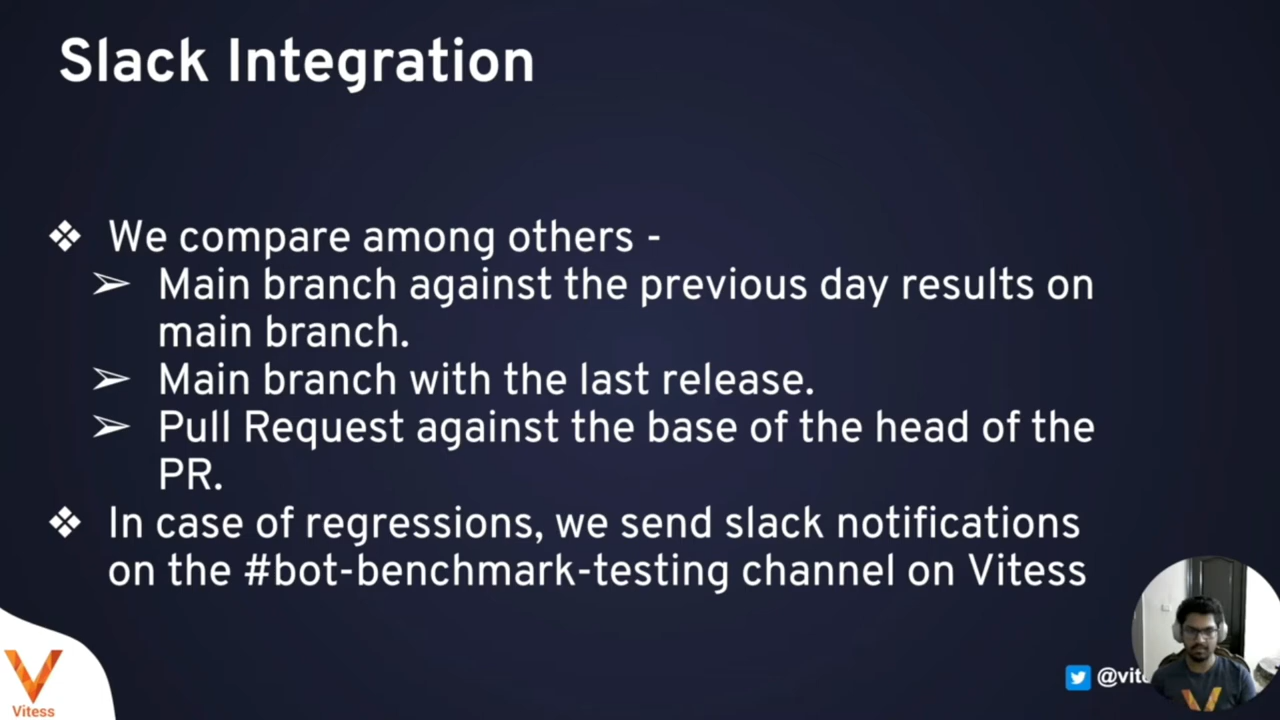 Slack Integration
❖ We compare among others -
➢ Main branch against the previous day results on
main branch.
➢ Main branch with the last release.
➢ Pull Request against the base of the head of the
PR.
❖ In case of regressions, we send slack notifications
on the #bot-benchmark-testing channel on Vitess
Vitess